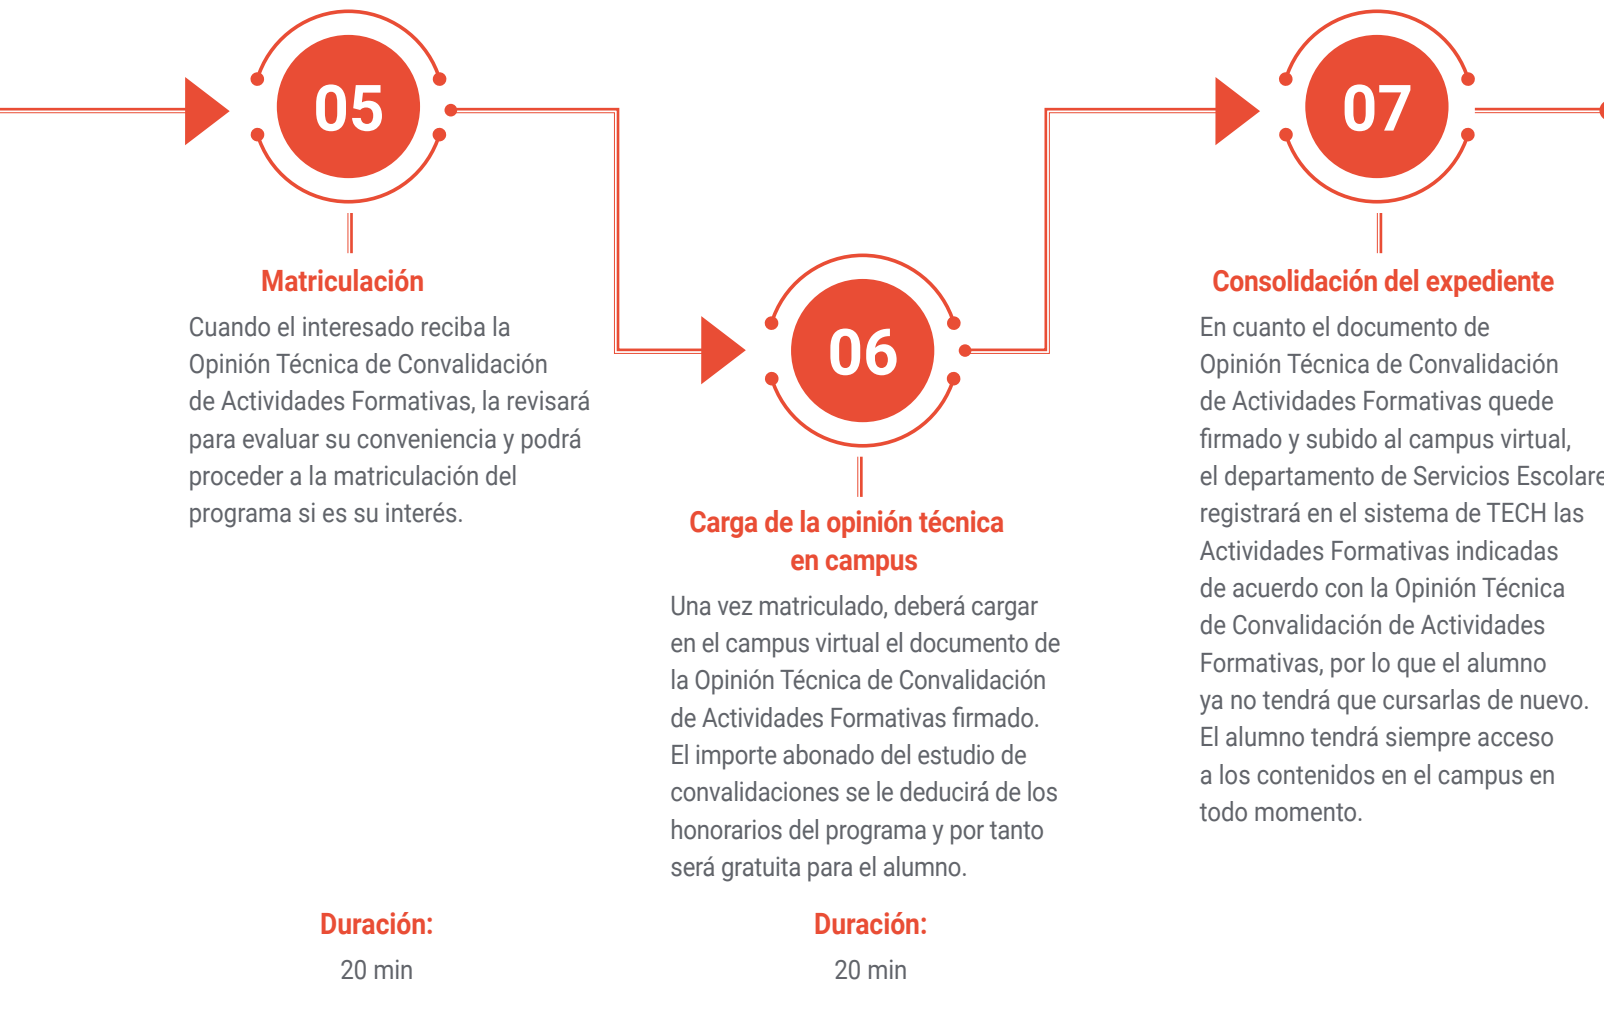 05
Matriculación
Cuando el interesado reciba la
Opinión Técnica de Convalidación
de Actividades Formativas, la revisará
para evaluar su conveniencia y podrá
proceder a la matriculación del
programa si es su interés.
Duración:
20 min
06
Carga de la opinión técnica
en campus
Una vez matriculado, deberá cargar
en el campus virtual el documento de
la Opinión Técnica de Convalidación
de Actividades Formativas firmado.
El importe abonado del estudio de
convalidaciones se le deducirá de los
honorarios del programa y por tanto
será gratuita para el alumno.
Duración:
20 min
07
Consolidación del expediente
En cuanto el documento de
Opinión Técnica de Convalidación
de Actividades Formativas quede
firmado y subido al campus virtual,
el departamento de Servicios Escolare
registrará en el sistema de TECH las
Actividades Formativas indicadas
de acuerdo con la Opinión Técnica
de Convalidación de Actividades
Formativas, por lo que el alumno
ya no tendrá que cursarlas de nuevo.
El alumno tendrá siempre acceso
a los contenidos en el campus en
todo momento.